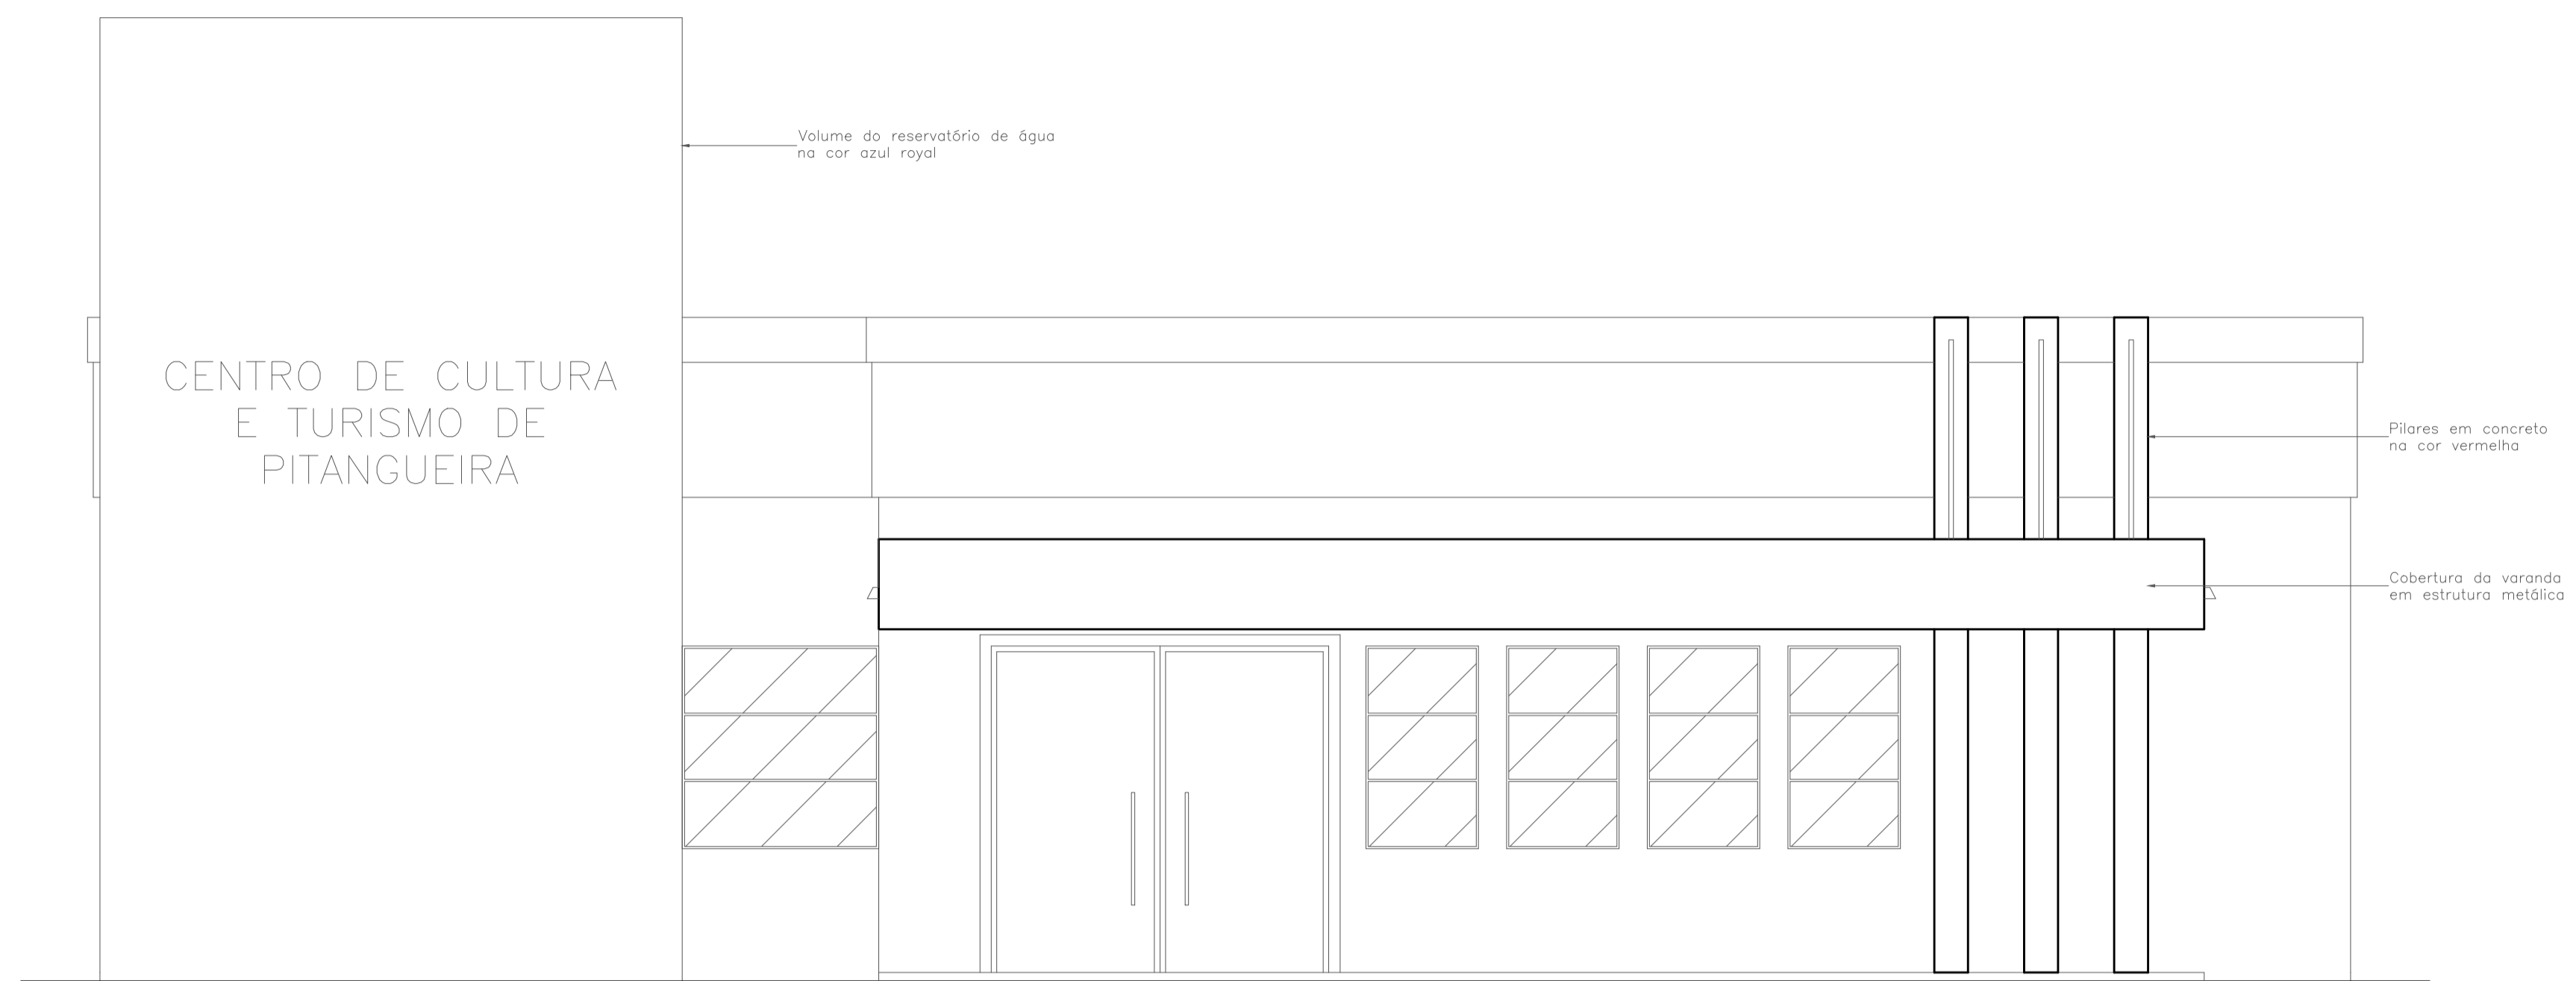 Volume do reservatório de água
na cor azul royal
CENTRO DE CULTURA
E TURISMO DE
PITANGUEIRA
Pilares em concreto
na cor vermelha
Cobertura da varanda
em estrutura metálica